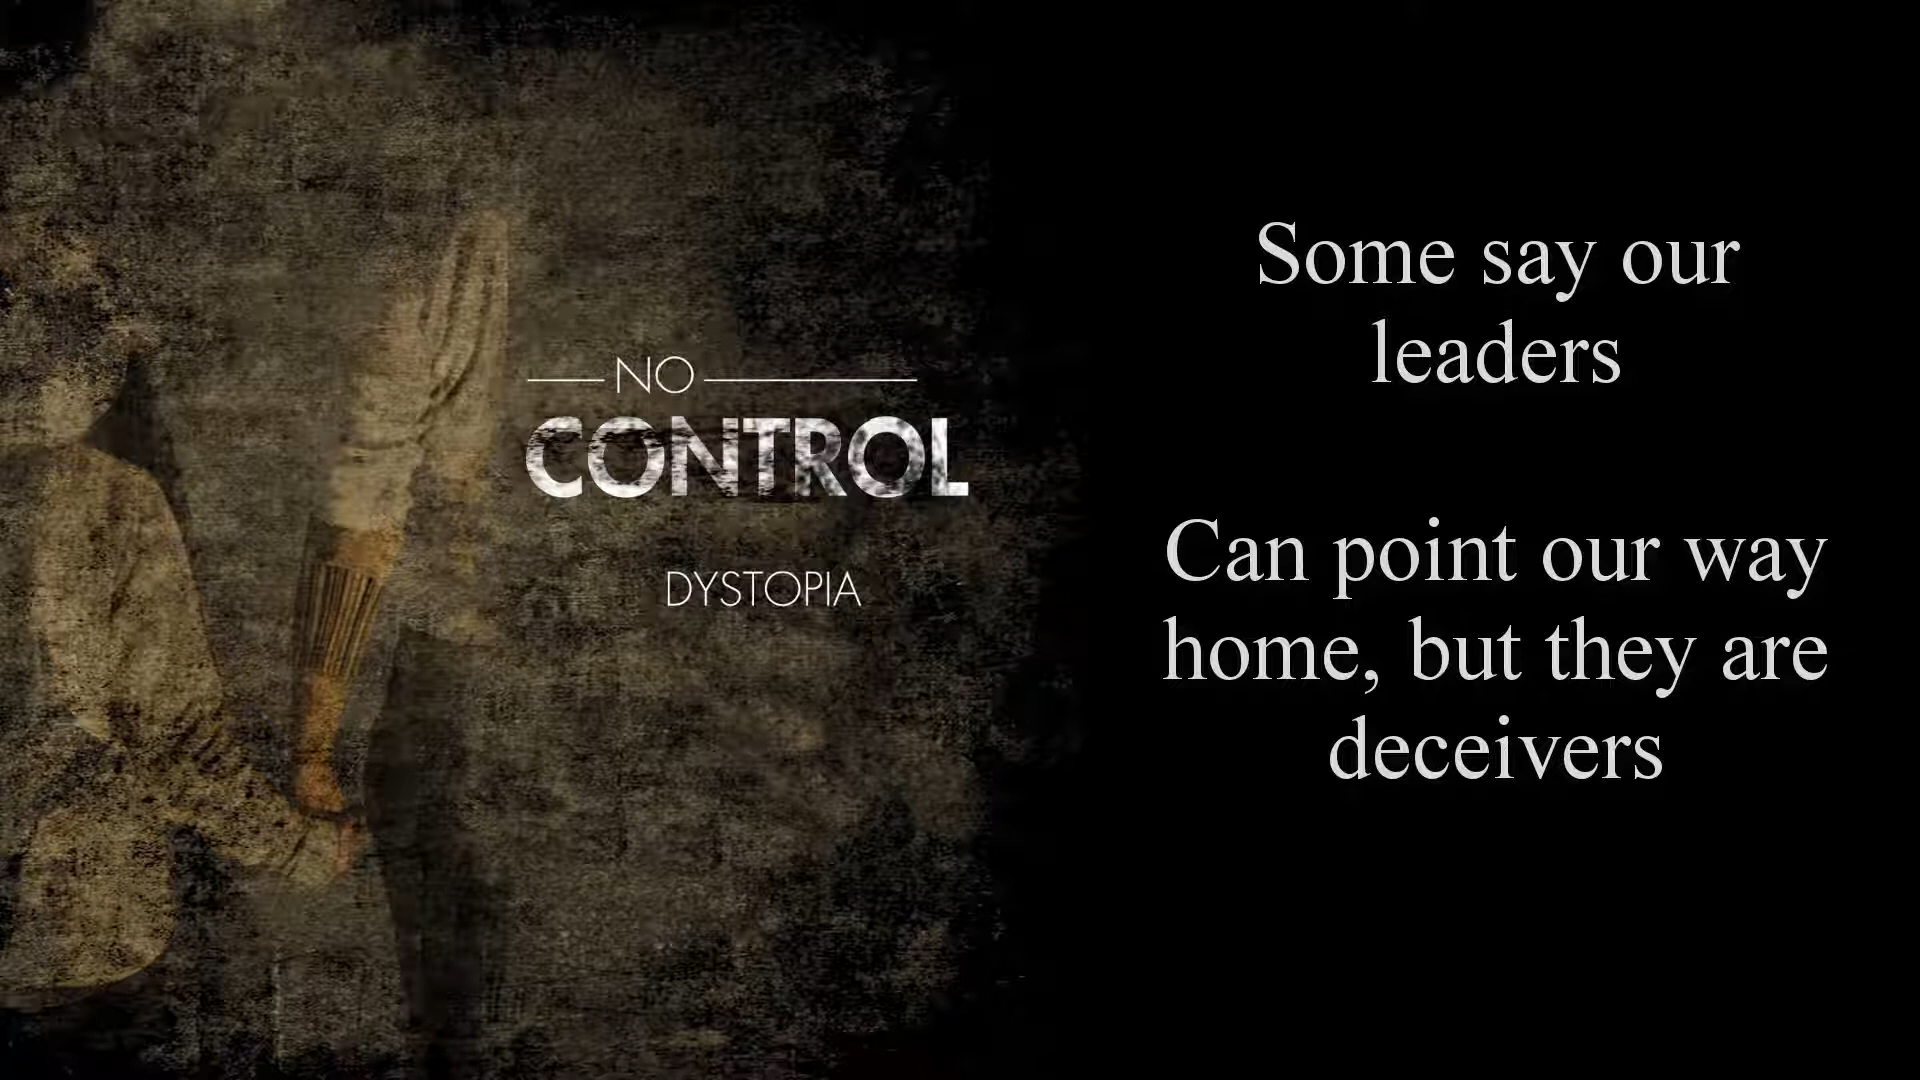 NO
CONTROL
DYSTOPIA
Some say our
leaders
Can point our way
home, but they are
deceivers